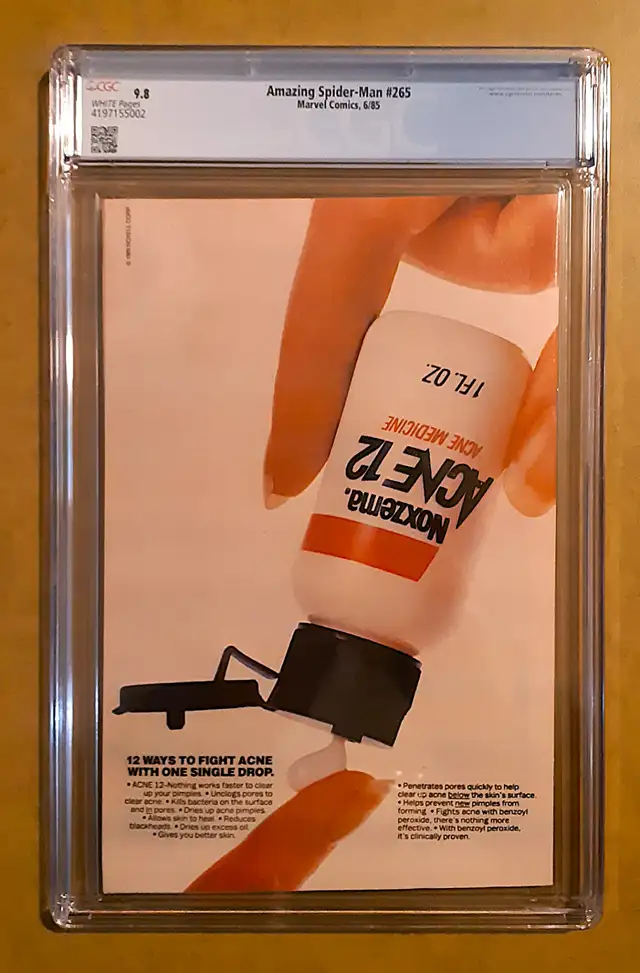 CGC 9.8
WHITE Pages
4197155002
Amazing Spider-Man #265
Marvel Comics, 6/85
1 FL. OZ.
ACNE MEDICINE
ACNE 12
Noxzema.
12 WAYS TO FIGHT ACNE
WITH ONE SINGLE DROP.
• ACNE 12-Nothing works faster to clear
up your pimples. • Unclogs pores to
clear acne. • Kills bacteria on the surface
and in pores. • Dries up acne pimples.
• Allows skin to heal. • Reduces
blackheads. • Dries up excess oil.
• Gives you better skin.
• Penetrates pores quickly to help
clear up acne below the skin's surface.
• Helps prevent new pimples from
forming. • Fights acne with benzoyl
peroxide, there's nothing more
effective. • With benzoyl peroxide,
it's clinically proven.